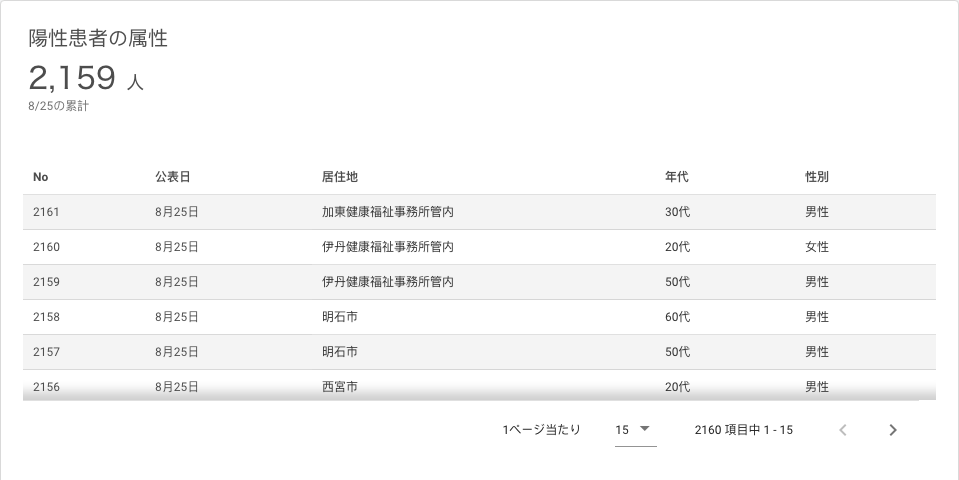 陽性患者の属性
2,159 人
8/25の累計
No 公表日 居住地 年代 性別
2161 8月25日 加東健康福祉事務所管内 30代 男性
2160 8月25日 伊丹健康福祉事務所管内 20代 女性
2159 8月25日 伊丹健康福祉事務所管内 50代 男性
2158 8月25日 明石市 60代 男性
2157 8月25日 明石市 50代 男性
2156 8月25日 西宮市 20代 男性
1ページ当たり 15 2160 項目中 1 - 15